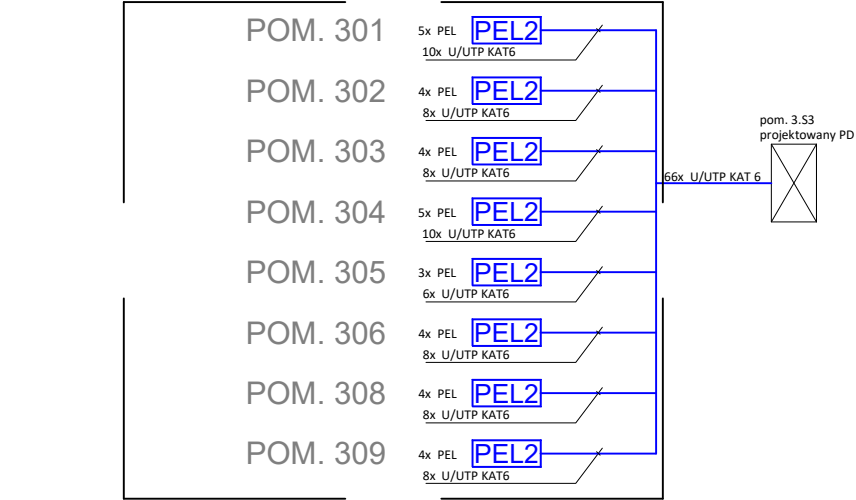 POM. 301 5x PEL PEL2
10x U/UTP KAT6
POM. 302 4x PEL PEL2
8x U/UTP KAT6
pom. 3.S3
projektowany PD
POM. 303 4x PEL PEL2
8x U/UTP KAT6
66x U/UTP KAT 6
POM. 304 5x PEL PEL2
10x U/UTP KAT6
POM. 305 3x PEL PEL2
6x U/UTP KAT6
POM. 306 4x PEL PEL2
8x U/UTP KAT6
POM. 308 4x PEL PEL2
8x U/UTP KAT6
POM. 309 4x PEL PEL2
8x U/UTP KAT6